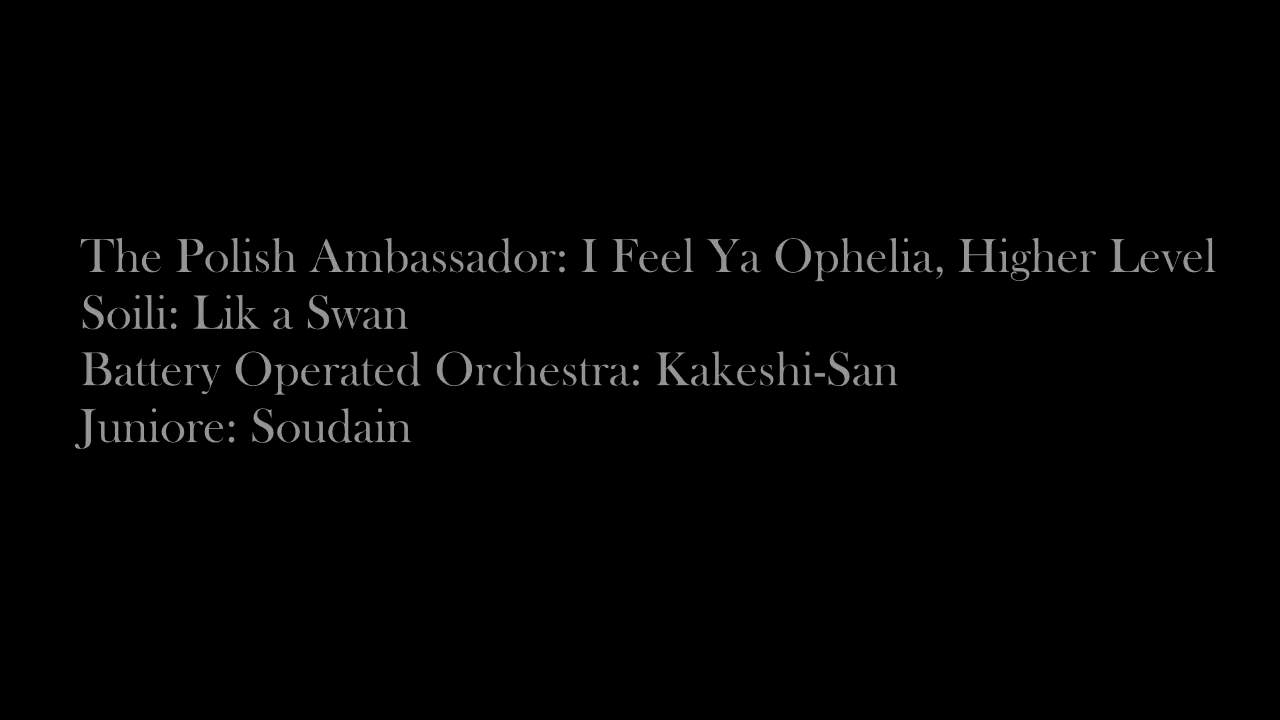 The Polish Ambassador: I Feel Ya Ophelia, Higher Level
Soili: Lik a Swan
Battery Operated Orchestra: Kakeshi-San
Juniore: Soudain